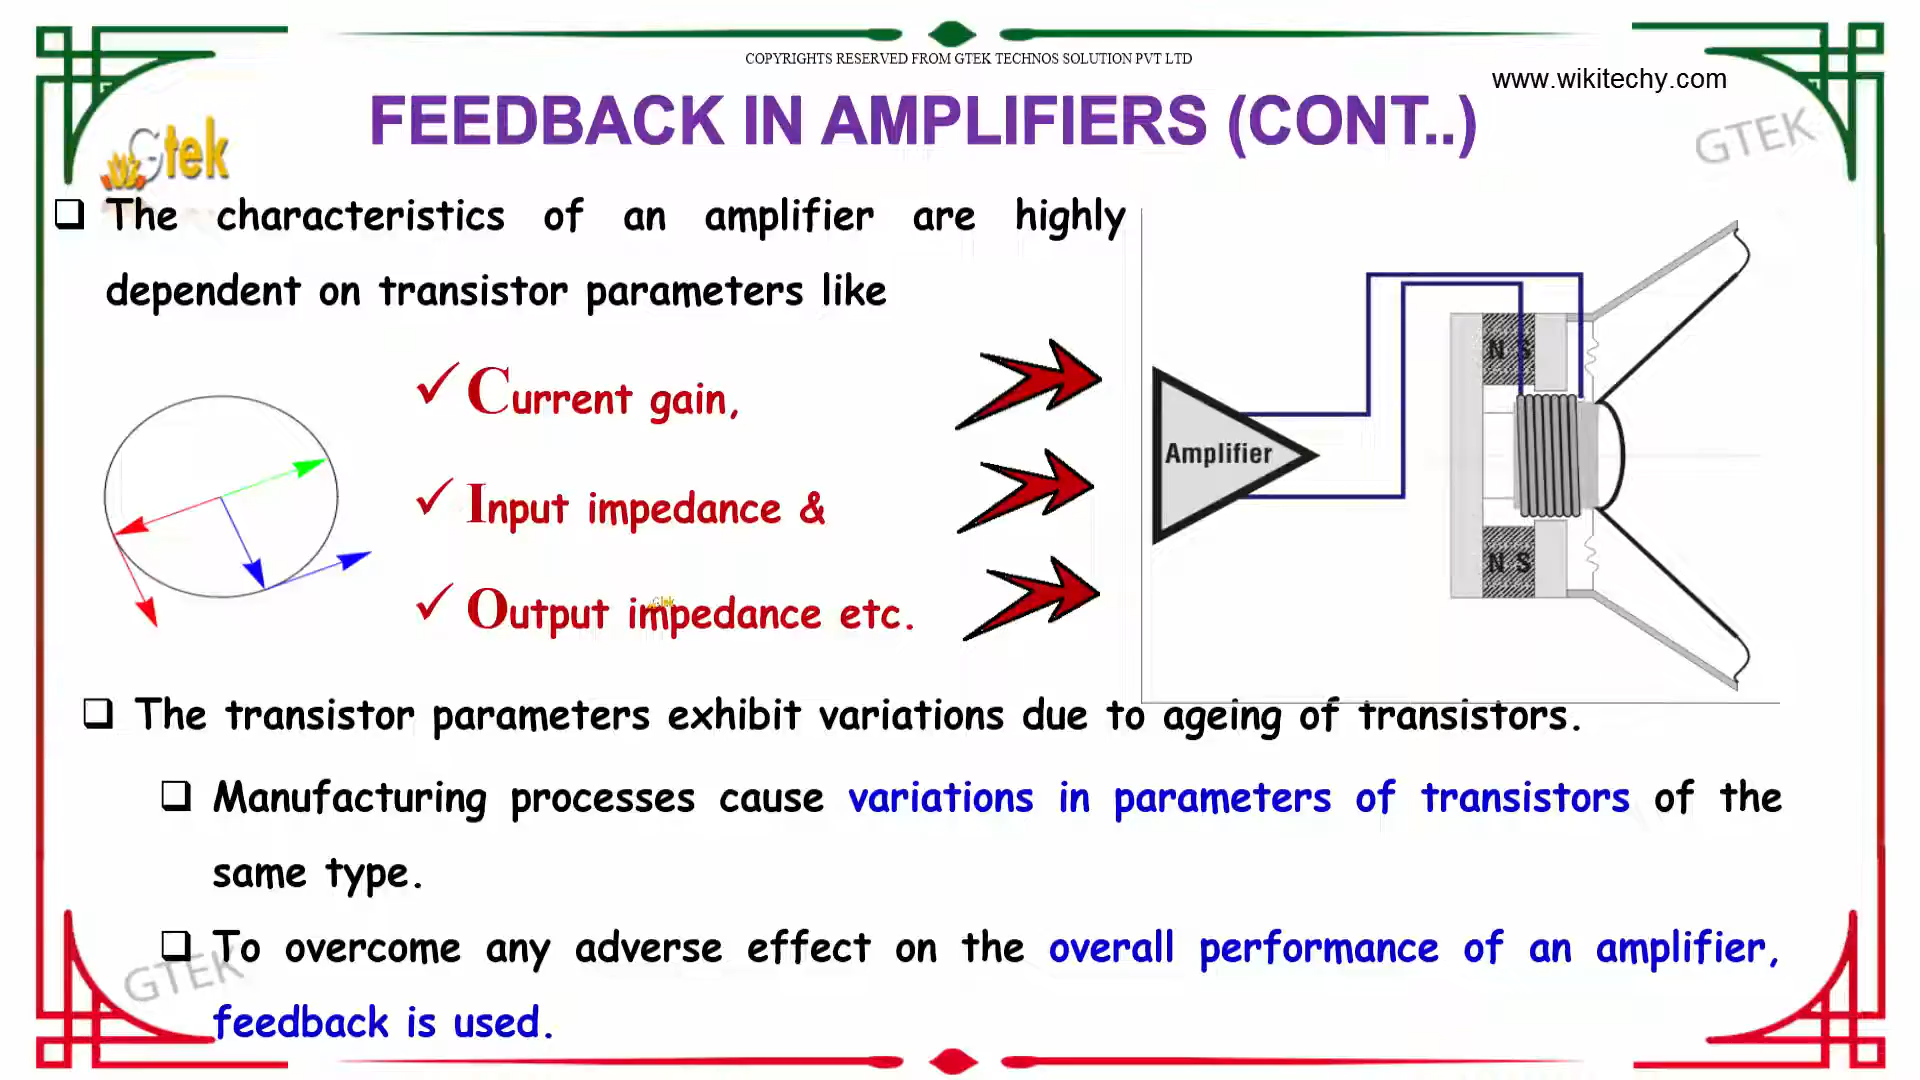 COPYRIGHTS RESERVED FROM GTEK TECHNOS SOLUTION PVT LTD
www.wikitechy.com
FEEDBACK IN AMPLIFIERS (CONT..)
Gtek
GTEK
The characteristics of an amplifier are highly
dependent on transistor parameters like
Current gain,
Input impedance &
Output impedance etc.
Gtek
Amplifier
N S
N S
The transistor parameters exhibit variations due to ageing of transistors.
Manufacturing processes cause variations in parameters of transistors of the
same type.
To overcome any adverse effect on the overall performance of an amplifier,
feedback is used.
GTEK